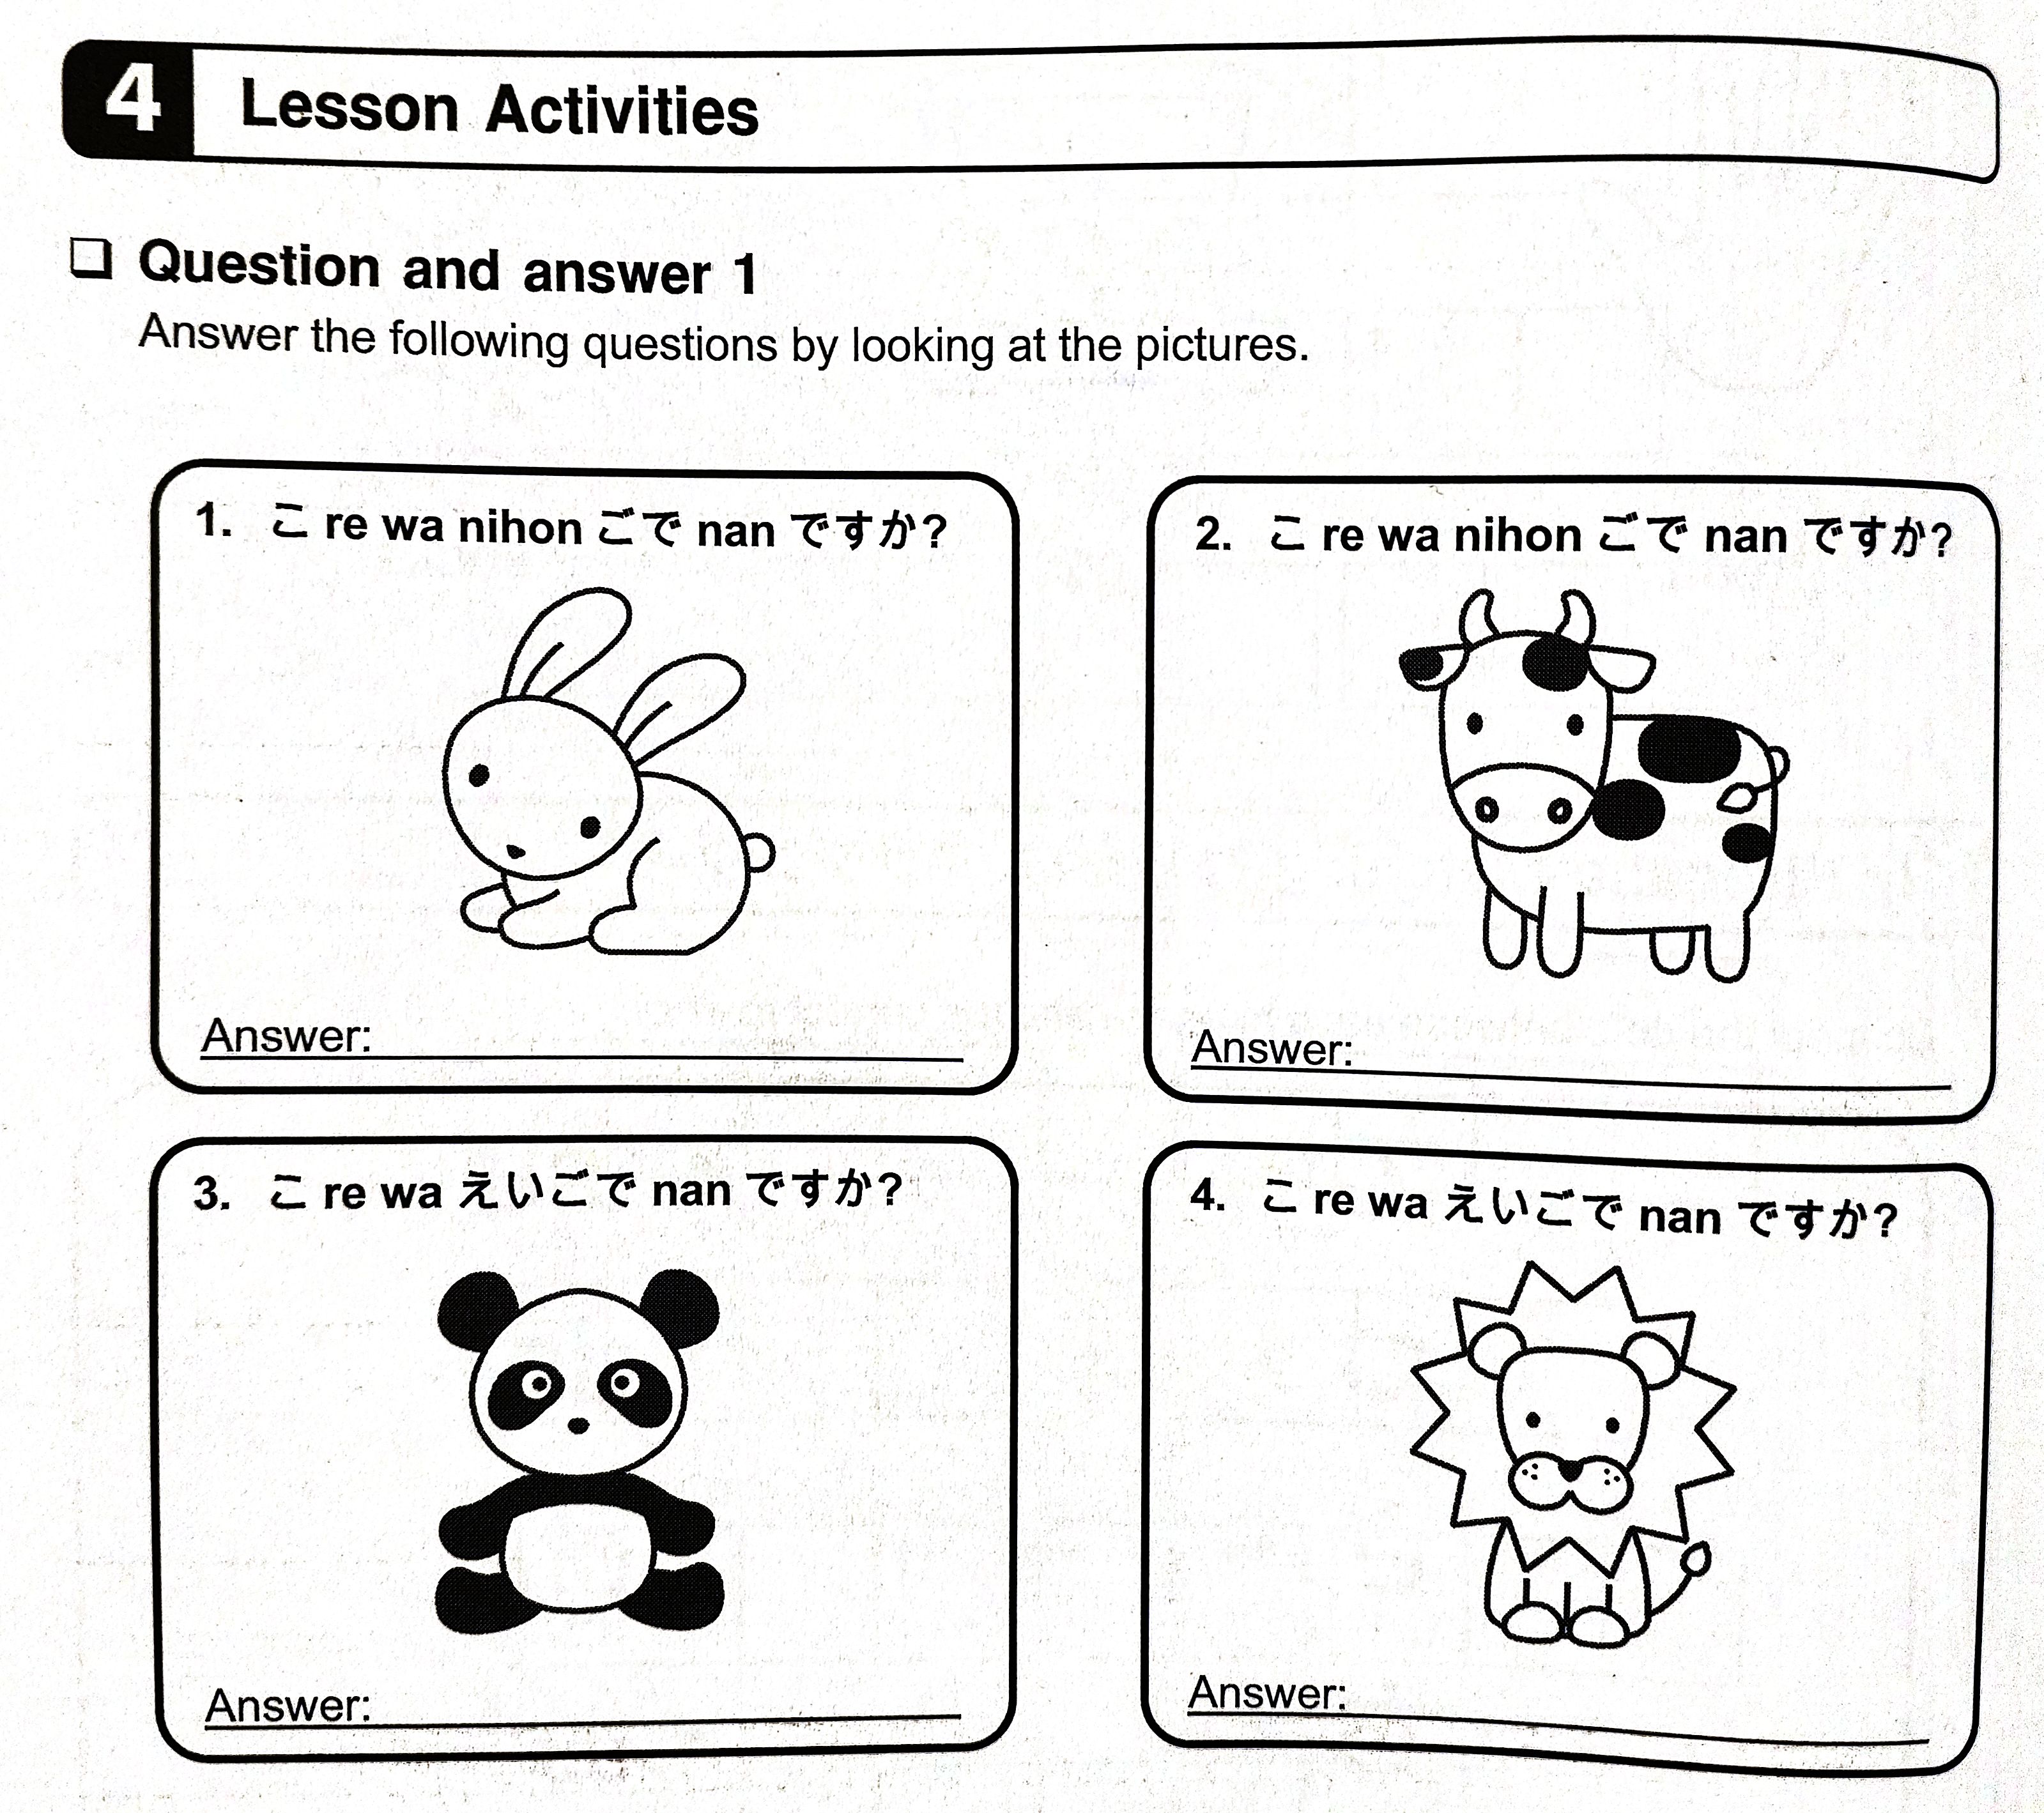 4 Lesson Activities
❏ Question and answer 1
Answer the following questions by looking at the pictures.
1. こ re wa nihon ごで nan ですか?
Answer:
2. こ re wa nihon ごで nan ですか?
Answer:
3. こ re wa えいごで nan ですか?
Answer:
4. こ re wa えいごで nan ですか?
Answer: